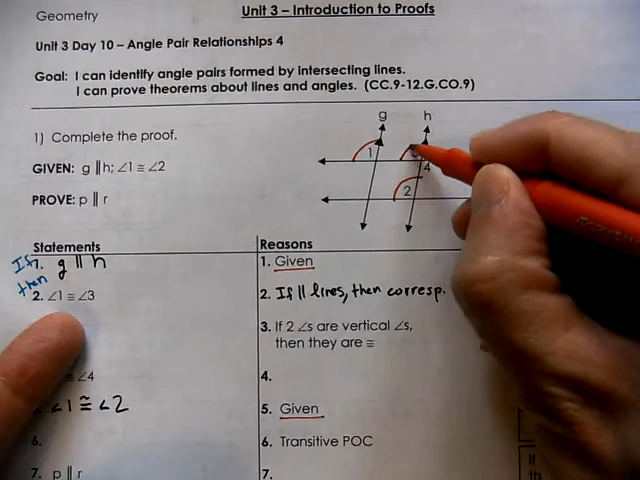 Geometry
Unit 3 – Introduction to Proofs
Unit 3 Day 10 – Angle Pair Relationships 4
Goal: I can identify angle pairs formed by intersecting lines.
I can prove theorems about lines and angles. (CC.9-12.G.CO.9)
1) Complete the proof.
GIVEN: g ∥ h; ∠1 ≅ ∠2
PROVE: p ∥ r
g h
1
4
2
Statements Reasons
If 1. g ∥ h 1. Given
then
2. ∠1 ≅ ∠3 2. If ∥ lines, then corresp.
3. If 2 ∠s are vertical ∠s,
then they are ≅
≅ ∠4 4.
∠1 ≅ ∠2 5. Given
6. 6. Transitive POC
7. p ∥ r 7.
If
th